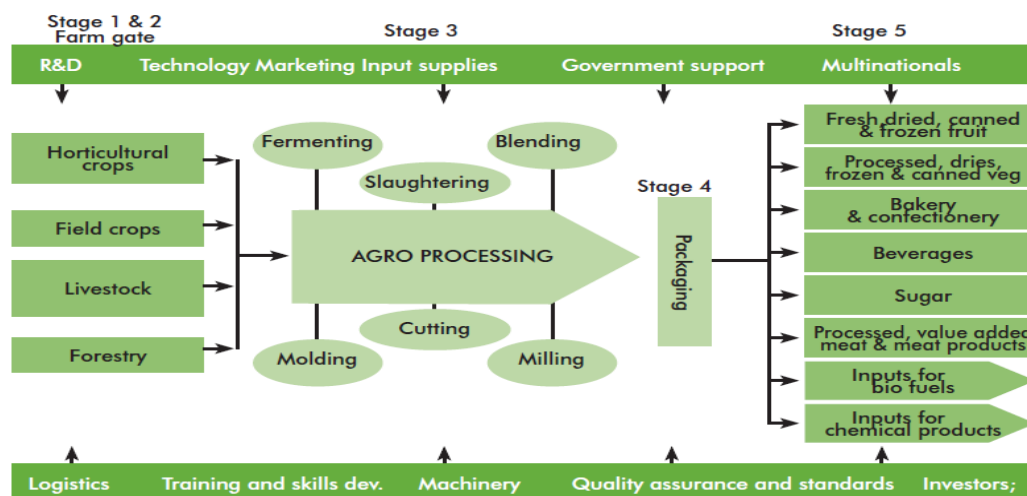 Stage 1 & 2
Farm gate
Stage 3
Stage 5
R&D
Technology Marketing Input supplies
Government support
Multinationals
Horticultural
crops
Field crops
Livestock
Forestry
Fermenting
Slaughtering
Blending
AGRO PROCESSING
Molding
Cutting
Milling
Stage 4
Packaging
Fresh dried, canned
& frozen fruit
Processed, dries,
frozen & canned veg
Bakery
& confectionery
Beverages
Sugar
Processed, value added
meat & meat products
Inputs for
bio fuels
Inputs for
chemical products
Logistics
Training and skills dev.
Machinery
Quality assurance and standards
Investors;